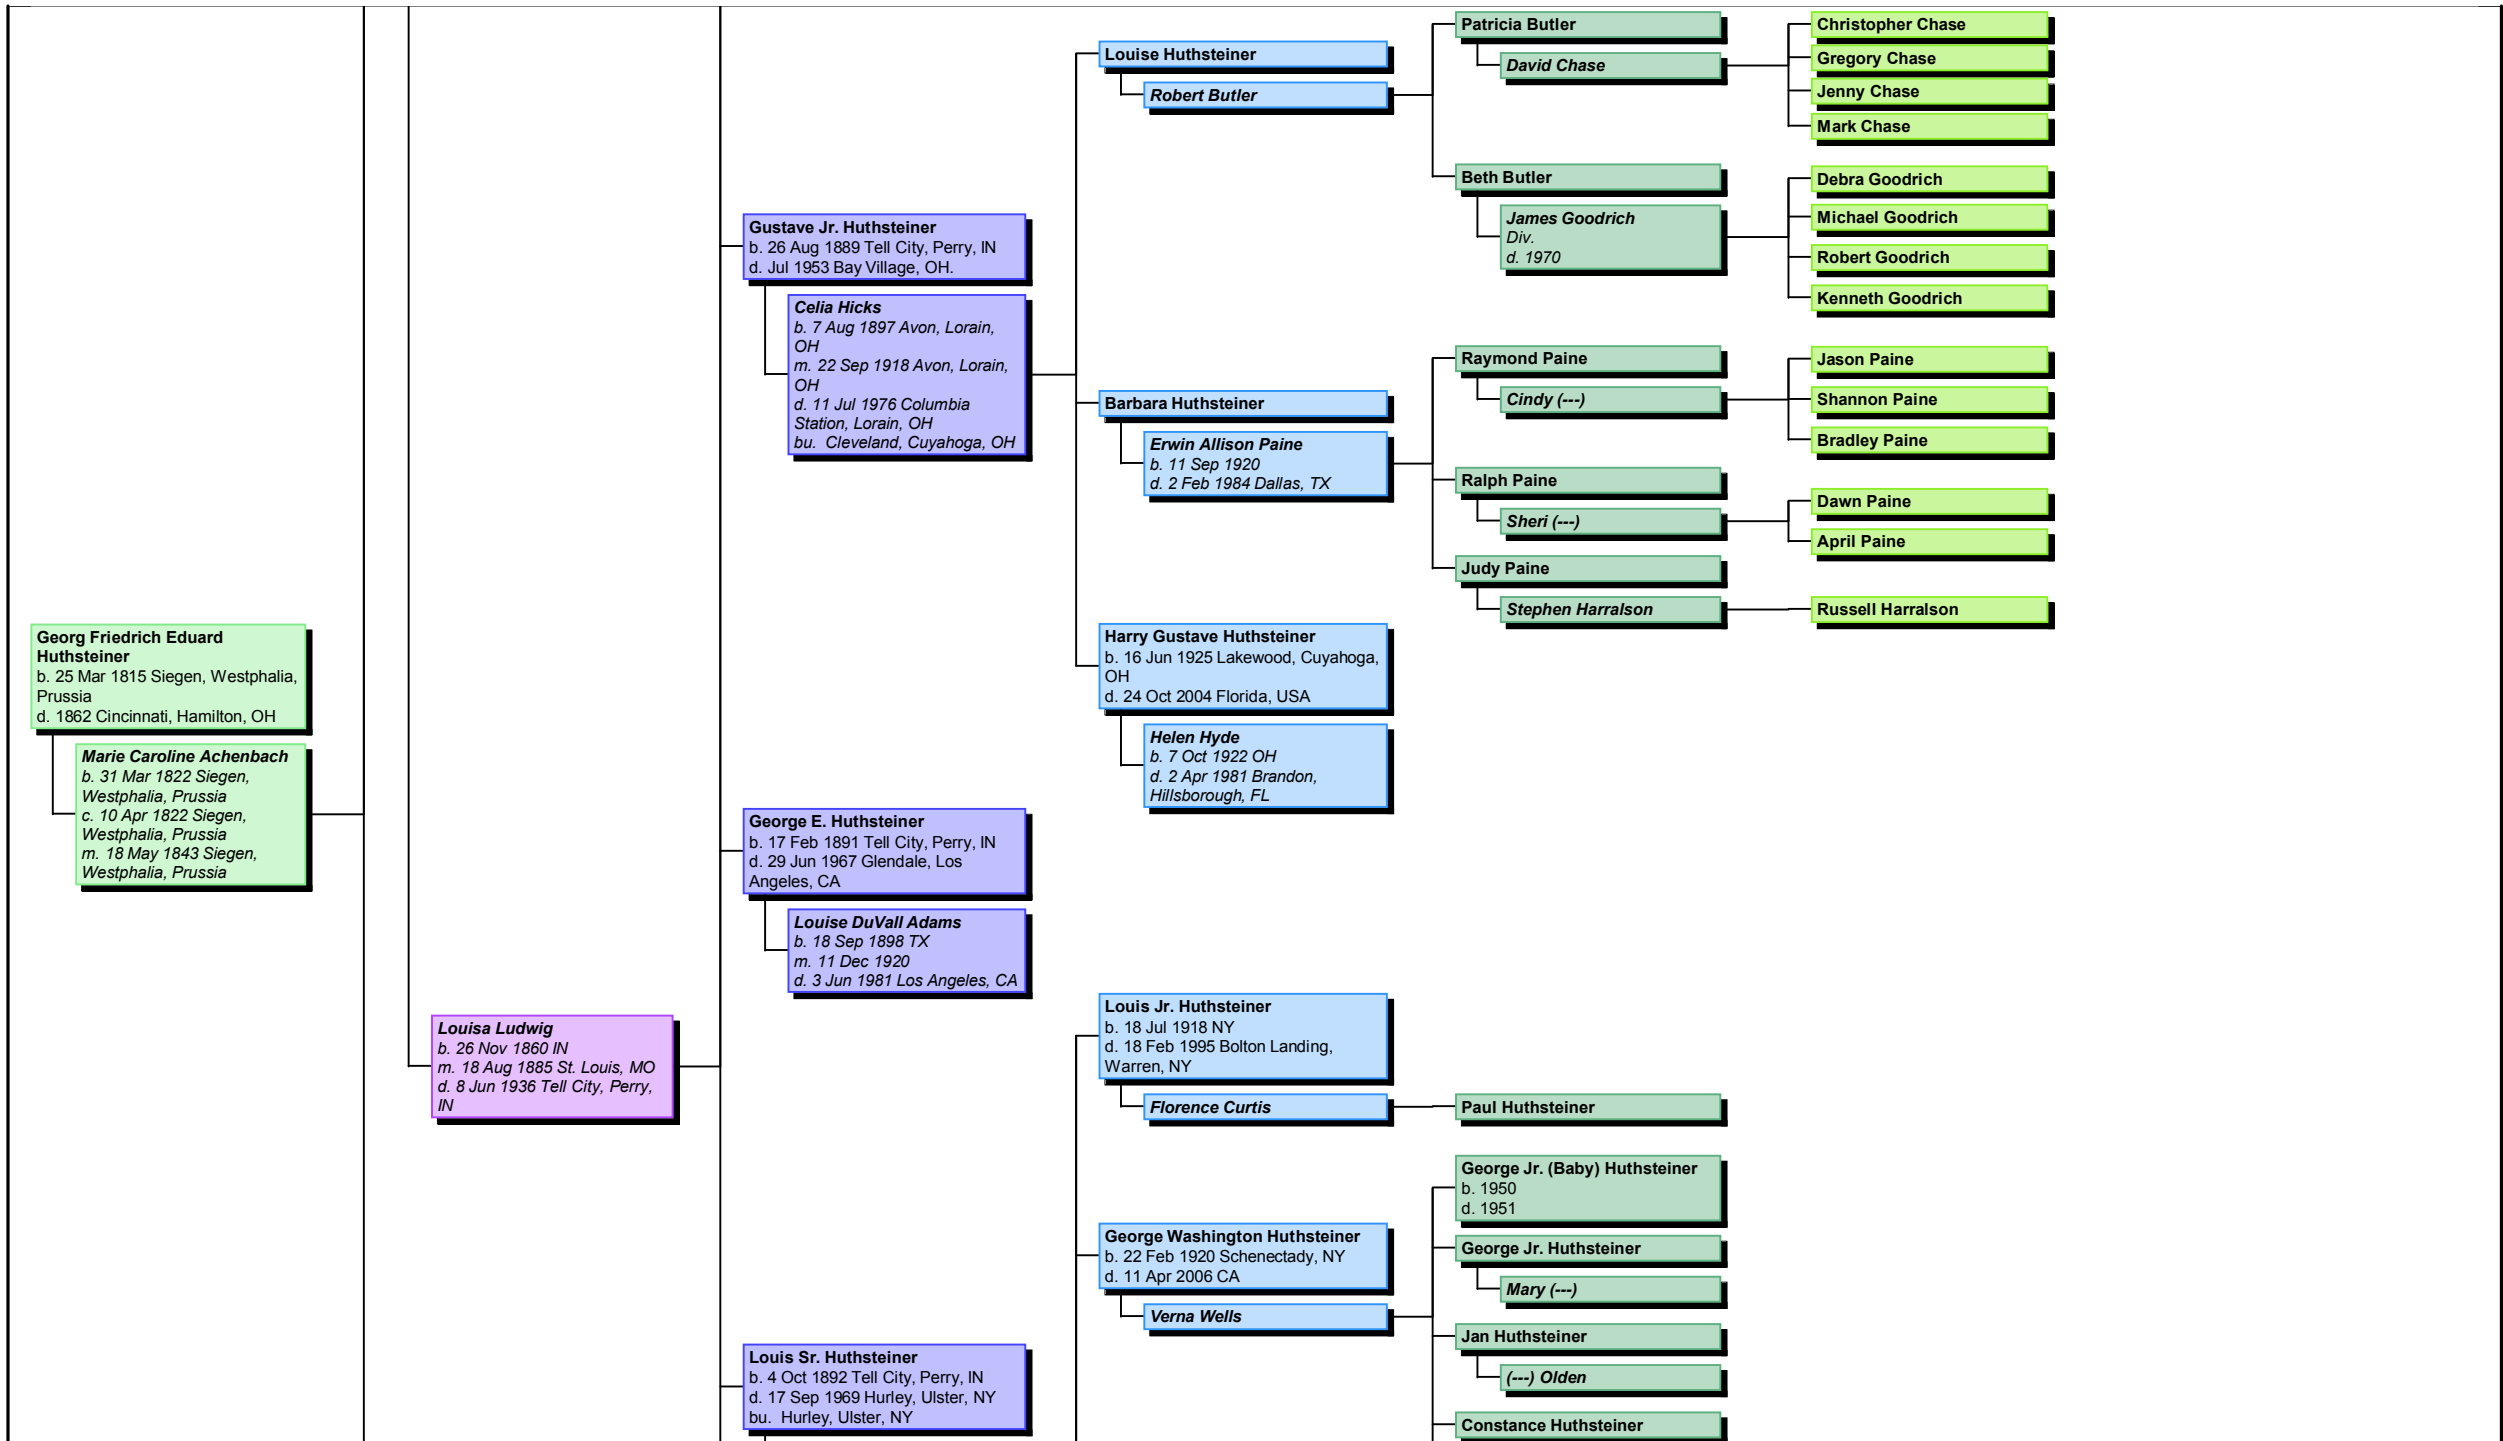 Georg Friedrich Eduard
Huthsteiner
b. 25 Mar 1815 Siegen, Westphalia,
Prussia
d. 1862 Cincinnati, Hamilton, OH
Marie Caroline Achenbach
b. 31 Mar 1822 Siegen,
Westphalia, Prussia
c. 10 Apr 1822 Siegen,
Westphalia, Prussia
m. 18 May 1843 Siegen,
Westphalia, Prussia
Louisa Ludwig
b. 26 Nov 1860 IN
m. 18 Aug 1885 St. Louis, MO
d. 8 Jun 1936 Tell City, Perry,
IN
Gustave Jr. Huthsteiner
b. 26 Aug 1889 Tell City, Perry, IN
d. Jul 1953 Bay Village, OH.
Celia Hicks
b. 7 Aug 1897 Avon, Lorain,
OH
m. 22 Sep 1918 Avon, Lorain,
OH
d. 11 Jul 1976 Columbia
Station, Lorain, OH
bu. Cleveland, Cuyahoga, OH
Louise Huthsteiner
Robert Butler
Patricia Butler
David Chase
Christopher Chase
Gregory Chase
Jenny Chase
Mark Chase
Beth Butler
James Goodrich
Div.
d. 1970
Debra Goodrich
Michael Goodrich
Robert Goodrich
Kenneth Goodrich
Barbara Huthsteiner
Erwin Allison Paine
b. 11 Sep 1920
d. 2 Feb 1984 Dallas, TX
Raymond Paine
Cindy (---)
Jason Paine
Shannon Paine
Bradley Paine
Ralph Paine
Sheri (---)
Dawn Paine
April Paine
Judy Paine
Stephen Harralson
Russell Harralson
Harry Gustave Huthsteiner
b. 16 Jun 1925 Lakewood, Cuyahoga,
OH
d. 24 Oct 2004 Florida, USA
Helen Hyde
b. 7 Oct 1922 OH
d. 2 Apr 1981 Brandon,
Hillsborough, FL
George E. Huthsteiner
b. 17 Feb 1891 Tell City, Perry, IN
d. 29 Jun 1967 Glendale, Los
Angeles, CA
Louise DuVall Adams
b. 18 Sep 1898 TX
m. 11 Dec 1920
d. 3 Jun 1981 Los Angeles, CA
Louis Sr. Huthsteiner
b. 4 Oct 1892 Tell City, Perry, IN
d. 17 Sep 1969 Hurley, Ulster, NY
bu. Hurley, Ulster, NY
Louis Jr. Huthsteiner
b. 18 Jul 1918 NY
d. 18 Feb 1995 Bolton Landing,
Warren, NY
Florence Curtis
Paul Huthsteiner
George Washington Huthsteiner
b. 22 Feb 1920 Schenectady, NY
d. 11 Apr 2006 CA
Verna Wells
George Jr. (Baby) Huthsteiner
b. 1950
d. 1951
George Jr. Huthsteiner
Mary (---)
Jan Huthsteiner
(---) Olden
Constance Huthsteiner